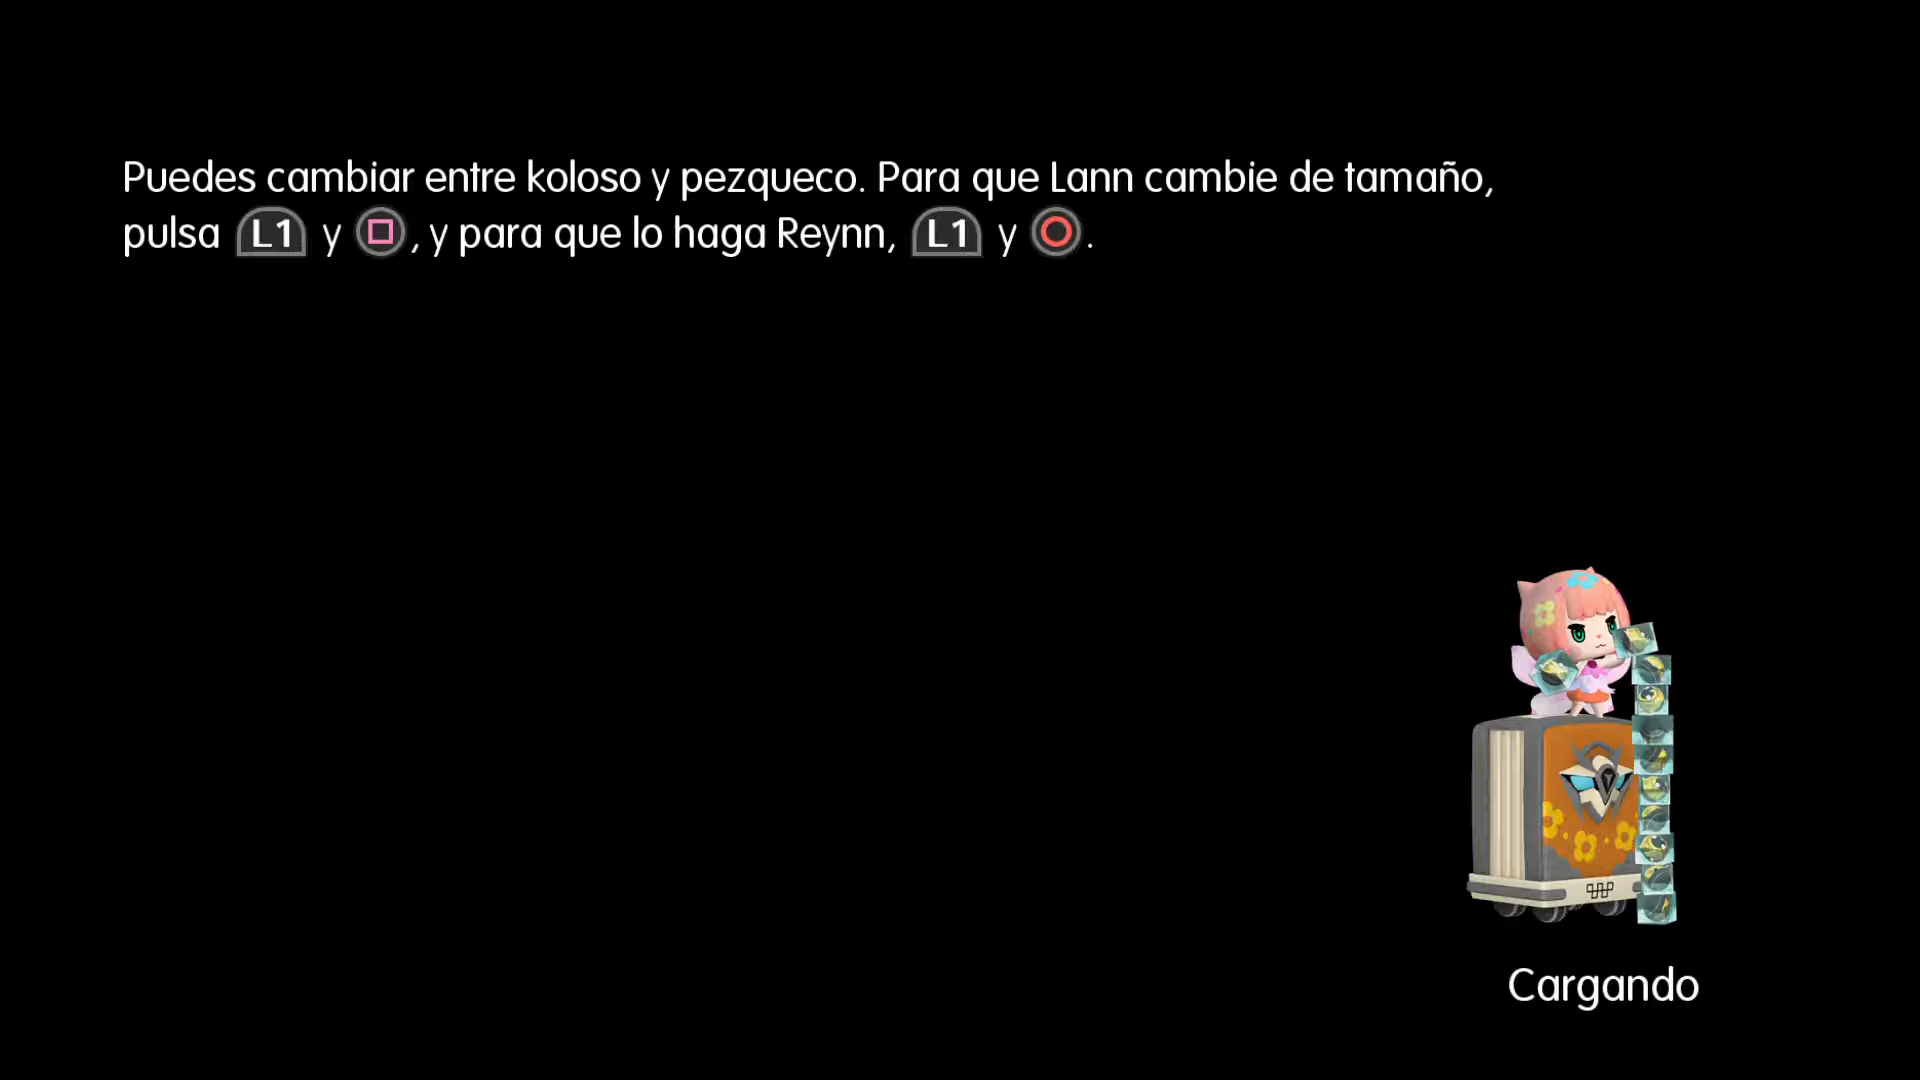 Puedes cambiar entre koloso y pezqueco. Para que Lann cambie de tamaño,
pulsa L1 y □, y para que lo haga Reynn, L1 y ○.
Cargando